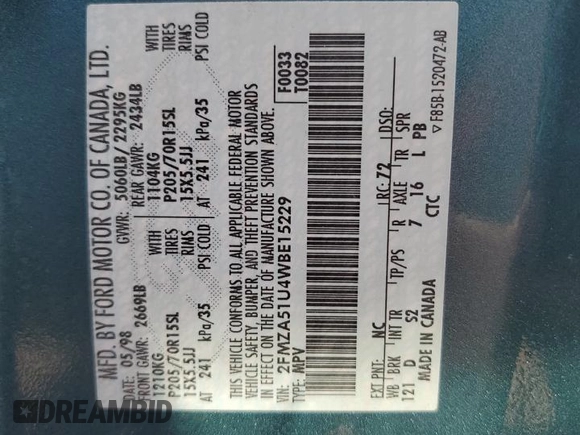 MFD. BY FORD MOTOR CO. OF CANADA, LTD.
DATE: 05/98 GVWR: 5060LB/ 2295KG
FRONT GAWR: 2669LB REAR GAWR: 2434LB
1210KG 1104KG WITH
P205/70R15SL P205/70R15SL TIRES
15X5.5JJ 15X5.5JJ RIMS
AT 241 kPa/35 PSI COLD AT 241 kPa/35 PSI COLD
WITH
TIRES
RIMS
THIS VEHICLE CONFORMS TO ALL APPLICABLE FEDERAL MOTOR
VEHICLE SAFETY, BUMPER, AND THEFT PREVENTION STANDARDS
IN EFFECT ON THE DATE OF MANUFACTURE SHOWN ABOVE.
VIN: 2FMZA51U4WBE15229
TYPE: MPV
F0033
T0082
EXT PNT: NC RC: 72 DSO:
WB BRK INT TR TP/PS R AXLE TR SPR
121 D S2 7 16 L PB
CTC
MADE IN CANADA
F85B-1520472-AB
DREAMBID